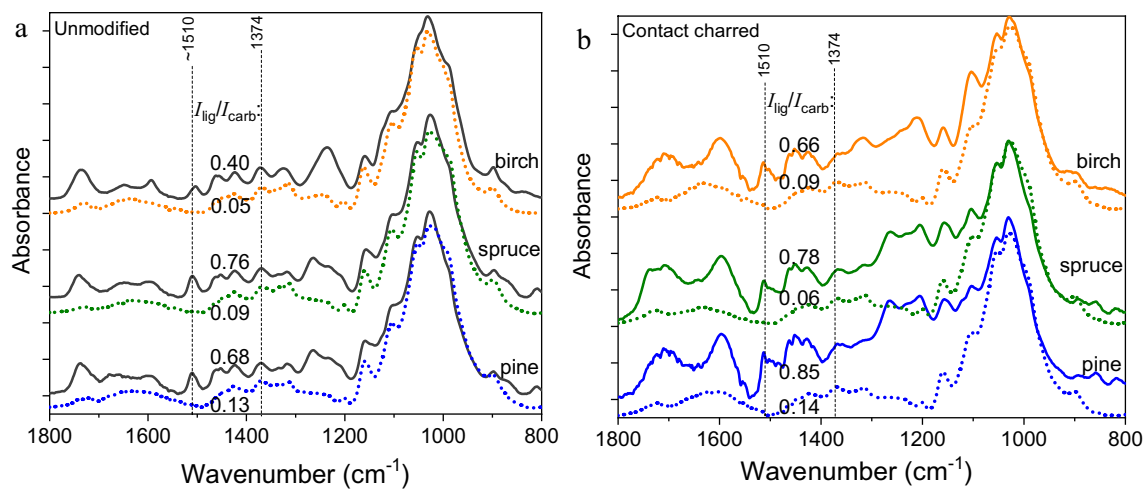 a
Unmodified
~1510
1374
I_lig/I_carb:
0.40
birch
0.05
0.76
spruce
0.09
0.68
pine
0.13
Absorbance
1800 1600 1400 1200 1000 800
Wavenumber (cm⁻¹)
b
Contact charred
1510
1374
I_lig/I_carb:
0.66
birch
0.09
0.78
spruce
0.06
0.85
pine
0.14
Absorbance
1800 1600 1400 1200 1000 800
Wavenumber (cm⁻¹)